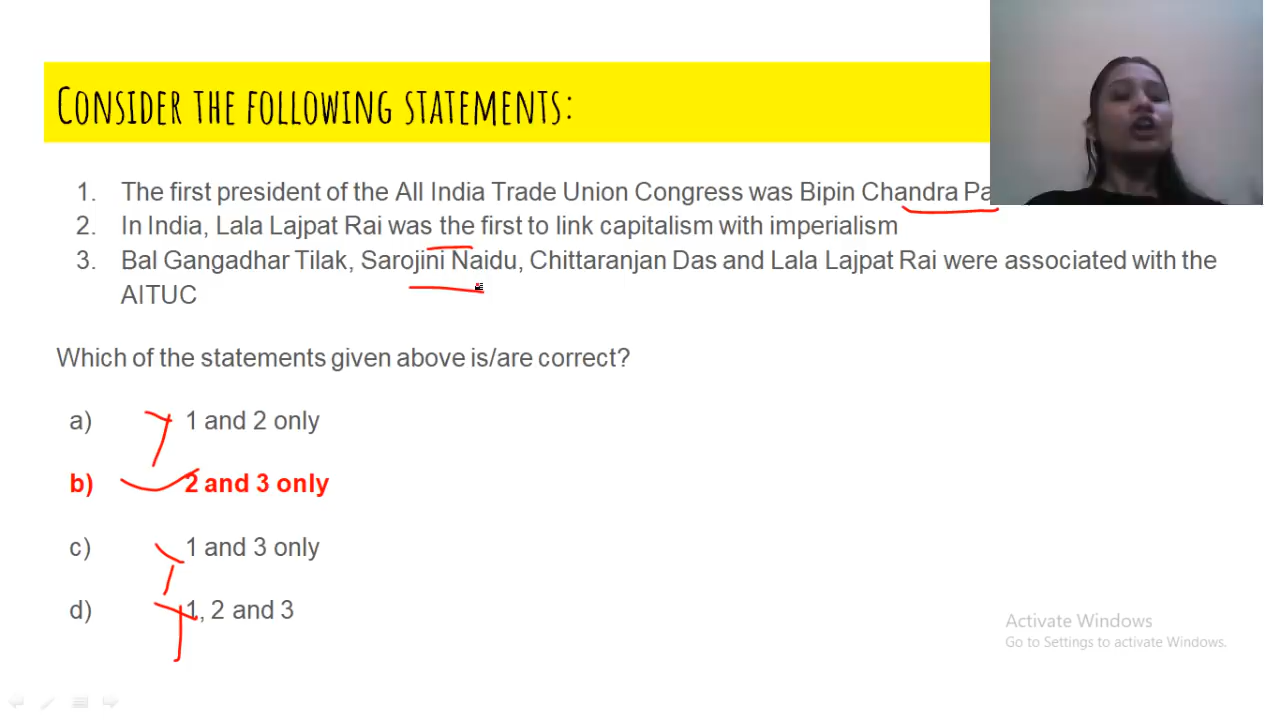 CONSIDER THE FOLLOWING STATEMENTS:
1. The first president of the All India Trade Union Congress was Bipin Chandra
2. In India, Lala Lajpat Rai was the first to link capitalism with imperialism
3. Bal Gangadhar Tilak, Sarojini Naidu, Chittaranjan Das and Lala Lajpat Rai were associated with the
AITUC
Which of the statements given above is/are correct?
a) 1 and 2 only
b) 2 and 3 only
c) 1 and 3 only
d) 1, 2 and 3
Activate Windows
Go to Settings to activate Windows.